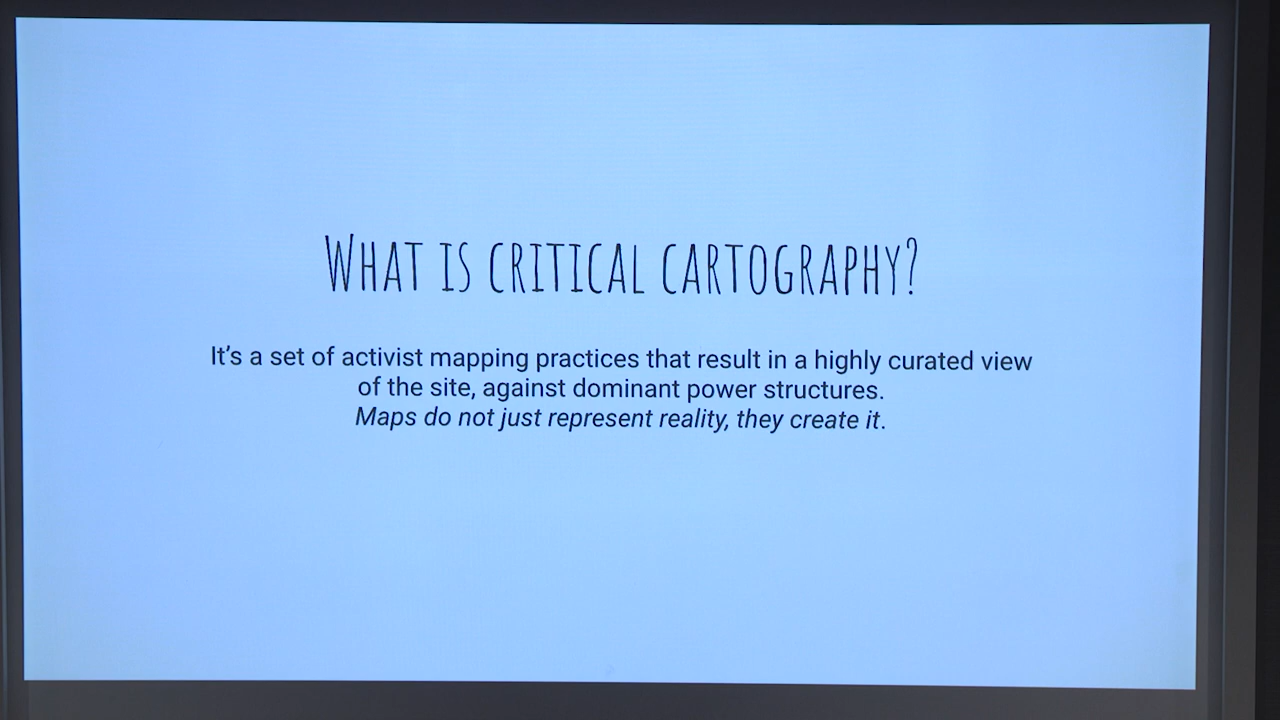 WHAT IS CRITICAL CARTOGRAPHY?
It's a set of activist mapping practices that result in a highly curated view
of the site, against dominant power structures.
Maps do not just represent reality, they create it.